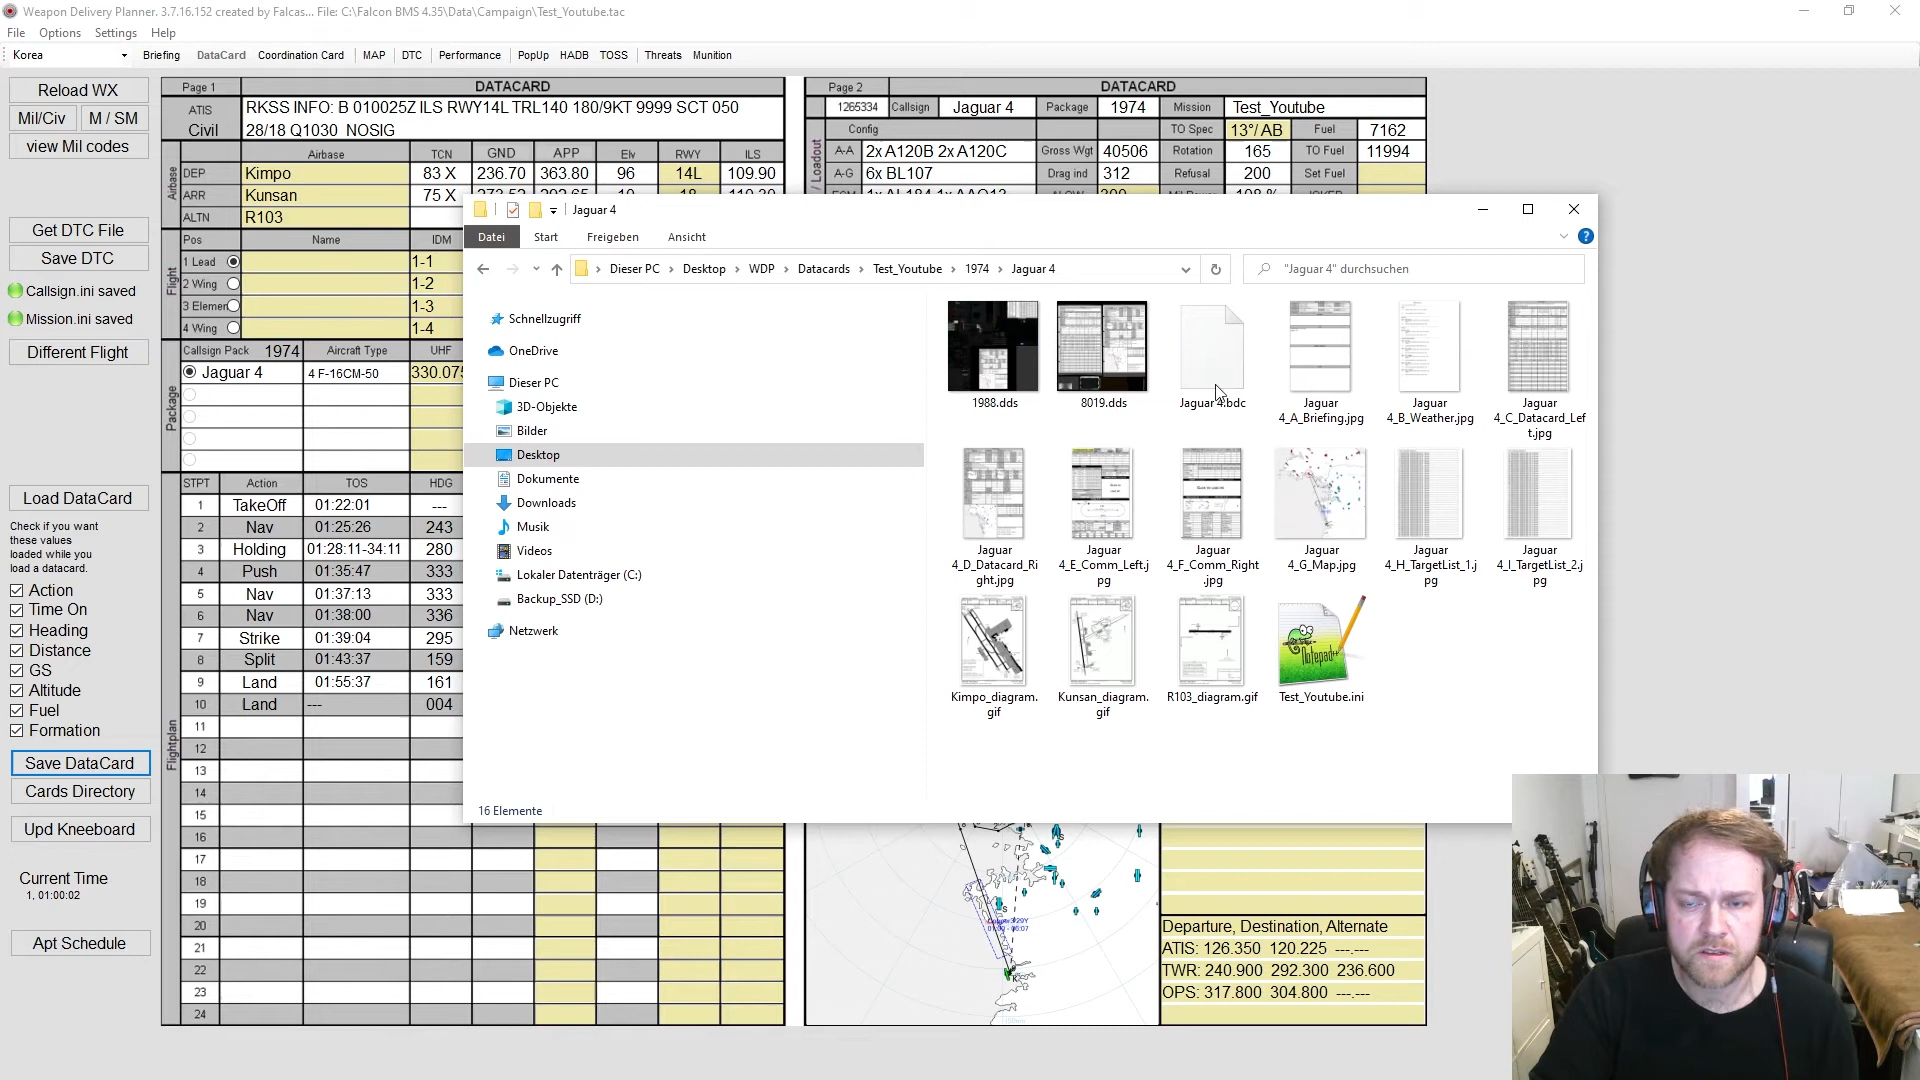 Weapon Delivery Planner. 3.7.16.152 created by Falcas... File: C:\Falcon BMS 4.35\Data\Campaign\Test_Youtube.tac
File Options Settings Help
Korea Briefing DataCard Coordination Card MAP DTC Performance PopUp HADB TOSS Threats Munition
Reload WX
Mil/Civ M / SM
view Mil codes
Get DTC File
Save DTC
Callsign.ini saved
Mission.ini saved
Different Flight
Load DataCard
Check if you want
these values
loaded while you
load a datacard.
Action
Time On
Heading
Distance
GS
Altitude
Fuel
Formation
Save DataCard
Cards Directory
Upd Kneeboard
Current Time
1, 01:00:02
Apt Schedule
Page 1 DATACARD
ATIS RKSS INFO: B 010025Z ILS RWY14L TRL140 180/9KT 9999 SCT 050
Civil 28/18 Q1030 NOSIG
Airbase Airbase TCN GND APP Elv RWY ILS
DEP Kimpo 83 X 236.70 363.80 96 14L 109.90
ARR Kunsan 75 X
ALTN R103
Flight Pos Name IDM
1 Lead 1-1
2 Wing 1-2
3 Elemen 1-3
4 Wing 1-4
Package Callsign Pack 1974 Aircraft Type UHF
Jaguar 4 4 F-16CM-50 330.075
Flightplan STPT Action TOS HDG
1 TakeOff 01:22:01 ---
2 Nav 01:25:26 243
3 Holding 01:28:11-34:11 280
4 Push 01:35:47 333
5 Nav 01:37:13 333
6 Nav 01:38:00 336
7 Strike 01:39:04 295
8 Split 01:43:37 159
9 Land 01:55:37 161
10 Land --- 004
11
12
13
14
15
16
17
18
19
20
21
22
23
24
Page 2 DATACARD
1265334 Callsign Jaguar 4 Package 1974 Mission Test_Youtube
Config TO Spec 13°/ AB Fuel 7162
/ Loadout A-A 2x A120B 2x A120C Gross Wgt 40506 Rotation 165 TO Fuel 11994
A-G 6x BL107 Drag ind 312 Refusal 200 Set Fuel
Departure, Destination, Alternate
ATIS: 126.350 120.225 ---.---
TWR: 240.900 292.300 236.600
OPS: 317.800 304.800 ---.---
Jaguar 4
Datei Start Freigeben Ansicht
Dieser PC Desktop WDP Datacards Test_Youtube 1974 Jaguar 4
"Jaguar 4" durchsuchen
Schnellzugriff
OneDrive
Dieser PC
3D-Objekte
Bilder
Desktop
Dokumente
Downloads
Musik
Videos
Lokaler Datenträger (C:)
Backup_SSD (D:)
Netzwerk
1988.dds
8019.dds
Jaguar 4.bdc
Jaguar
4_A_Briefing.jpg
Jaguar
4_B_Weather.jpg
Jaguar
4_C_Datacard_Lef
t.jpg
Jaguar
4_D_Datacard_Ri
ght.jpg
Jaguar
4_E_Comm_Left.j
pg
Jaguar
4_F_Comm_Right
.jpg
Jaguar
4_G_Map.jpg
Jaguar
4_H_TargetList_1.j
pg
Jaguar
4_I_TargetList_2.j
pg
Kimpo_diagram.
gif
Kunsan_diagram.
gif
R103_diagram.gif
Notepad++
Test_Youtube.ini
16 Elemente